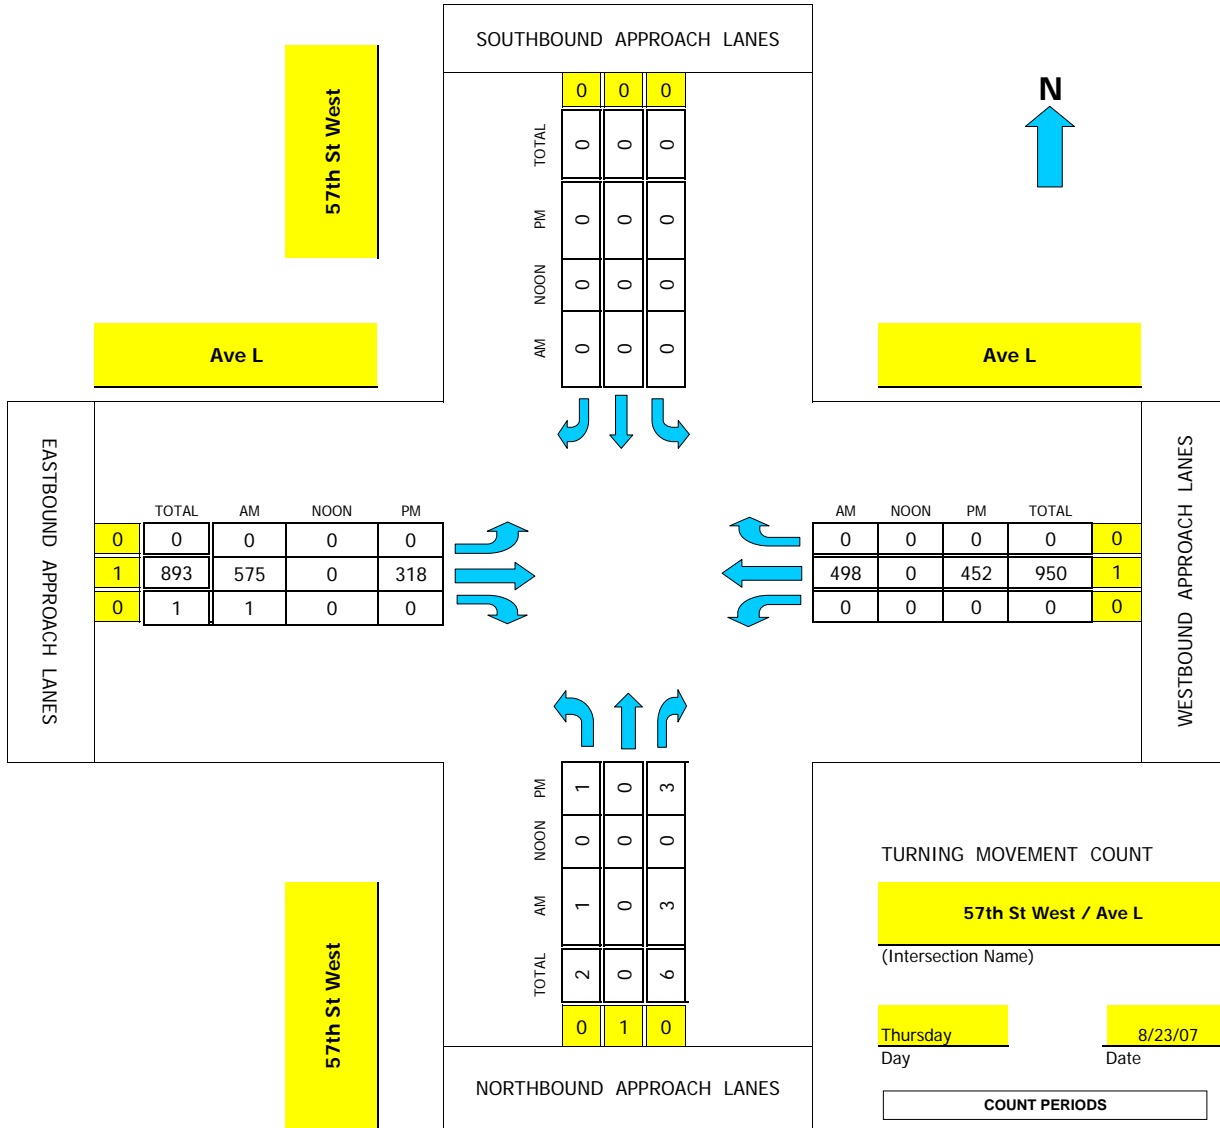 SOUTHBOUND APPROACH LANES
0 0 0
TOTAL 0 0 0
PM 0 0 0
NOON 0 0 0
AM 0 0 0
N
57th St West
Ave L
Ave L
EASTBOUND APPROACH LANES
TOTAL AM NOON PM
0 0 0 0 0
1 893 575 0 318
0 1 1 0 0
AM NOON PM TOTAL
0 0 0 0 0
498 0 452 950 1
0 0 0 0 0
WESTBOUND APPROACH LANES
PM 1 0 3
NOON 0 0 0
AM 1 0 3
TOTAL 2 0 6
0 1 0
NORTHBOUND APPROACH LANES
57th St West
TURNING MOVEMENT COUNT
57th St West / Ave L
(Intersection Name)
Thursday 8/23/07
Day Date
COUNT PERIODS